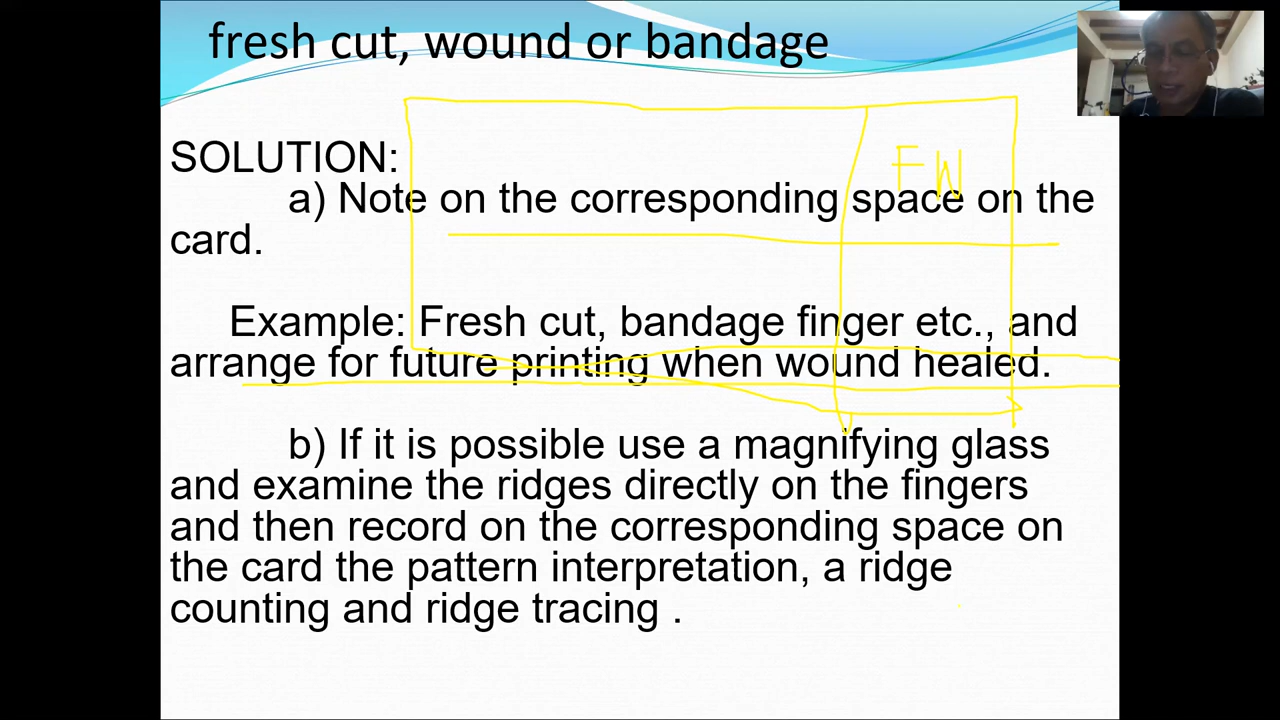 fresh cut, wound or bandage
SOLUTION:
FW
a) Note on the corresponding space on the
card.
Example: Fresh cut, bandage finger etc., and
arrange for future printing when wound healed.
b) If it is possible use a magnifying glass
and examine the ridges directly on the fingers
and then record on the corresponding space on
the card the pattern interpretation, a ridge
counting and ridge tracing .